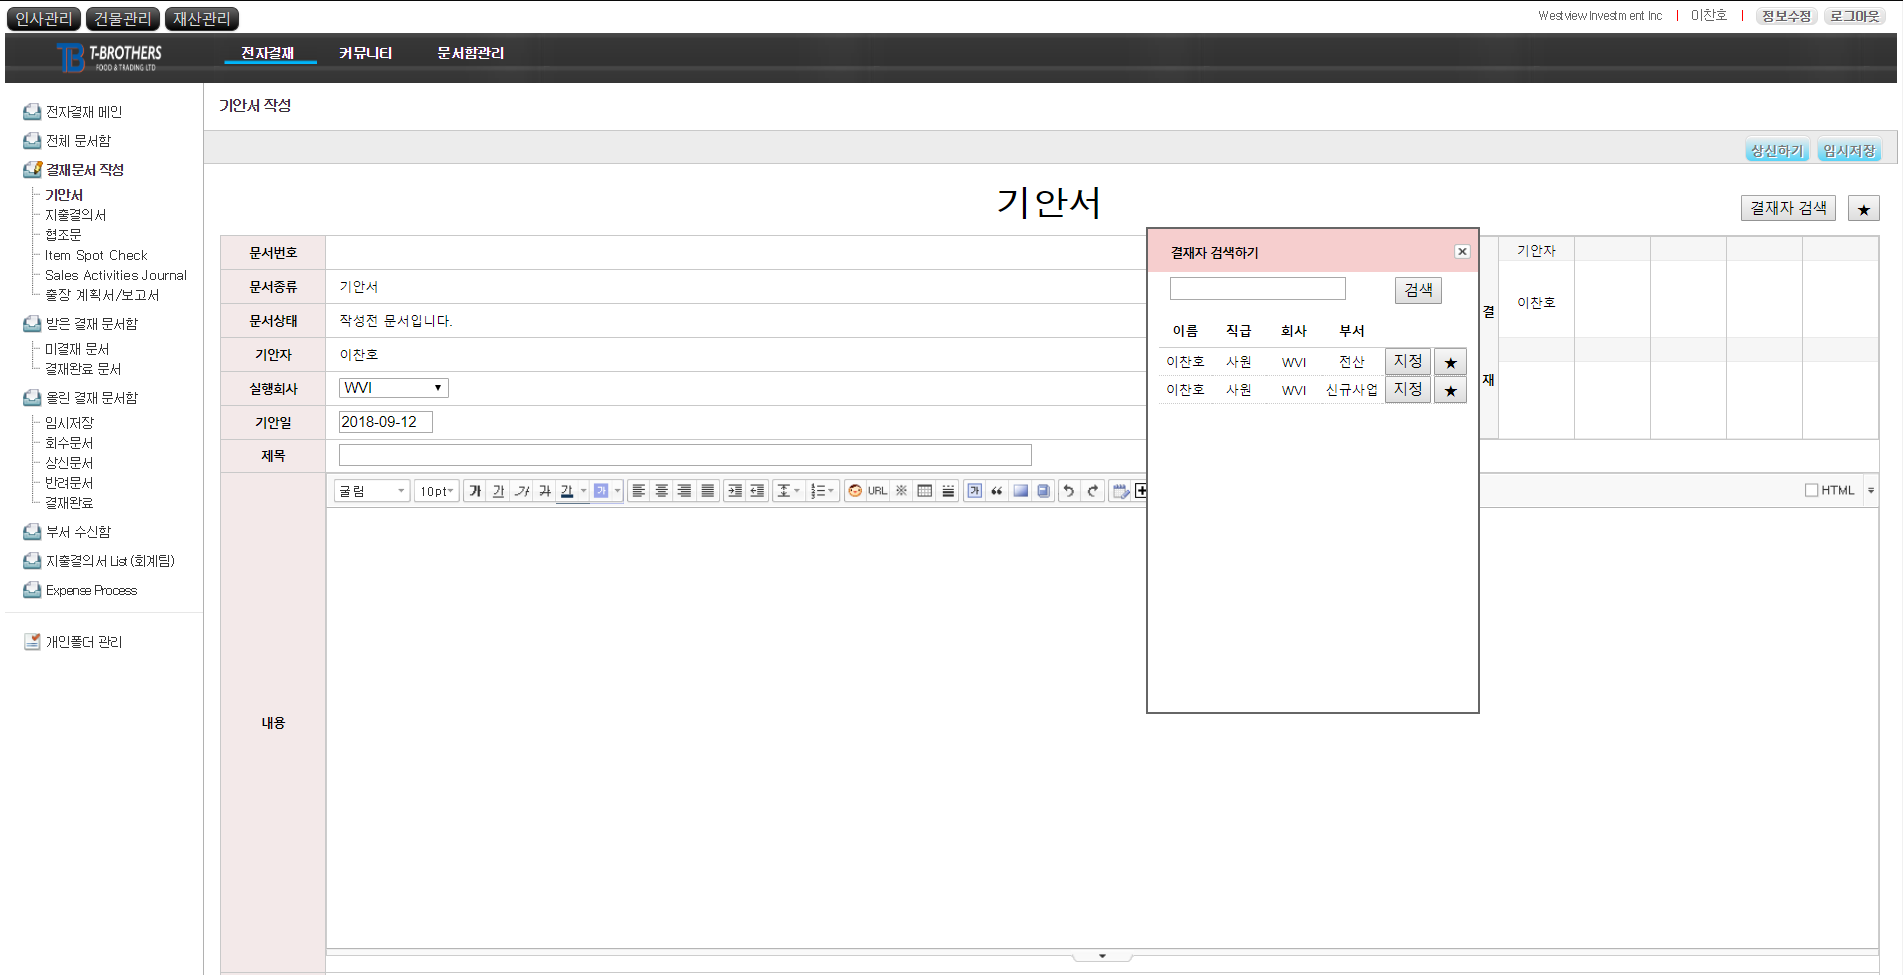 인사관리 건물관리 재산관리
Westview Investment Inc | 이찬호 | 정보수정 로그아웃
TB T-BROTHERS
FOOD & TRADING LTD
전자결재 커뮤니티 문서함관리
전자결재 메인
전체 문서함
결재문서 작성
기안서
지출결의서
협조문
Item Spot Check
Sales Activities Journal
출장 계획서/보고서
받은 결재 문서함
미결재 문서
결재완료 문서
올린 결재 문서함
임시저장
회수문서
상신문서
반려문서
결재완료
부서 수신함
지출결의서 List (회계팀)
Expense Process
개인폴더 관리
기안서 작성
상신하기 임시저장
기안서
결재자 검색 ★
문서번호
문서종류 기안서
문서상태 작성전 문서입니다.
기안자 이찬호
실행회사 WVI
기안일 2018-09-12
제목
결
재
기안자
이찬호
굴림 10pt 가 가 가 가 가 가 URL ※ 가 HTML
내용
결재자 검색하기
검색
이름 직급 회사 부서
이찬호 사원 WVI 전산 지정 ★
이찬호 사원 WVI 신규사업 지정 ★